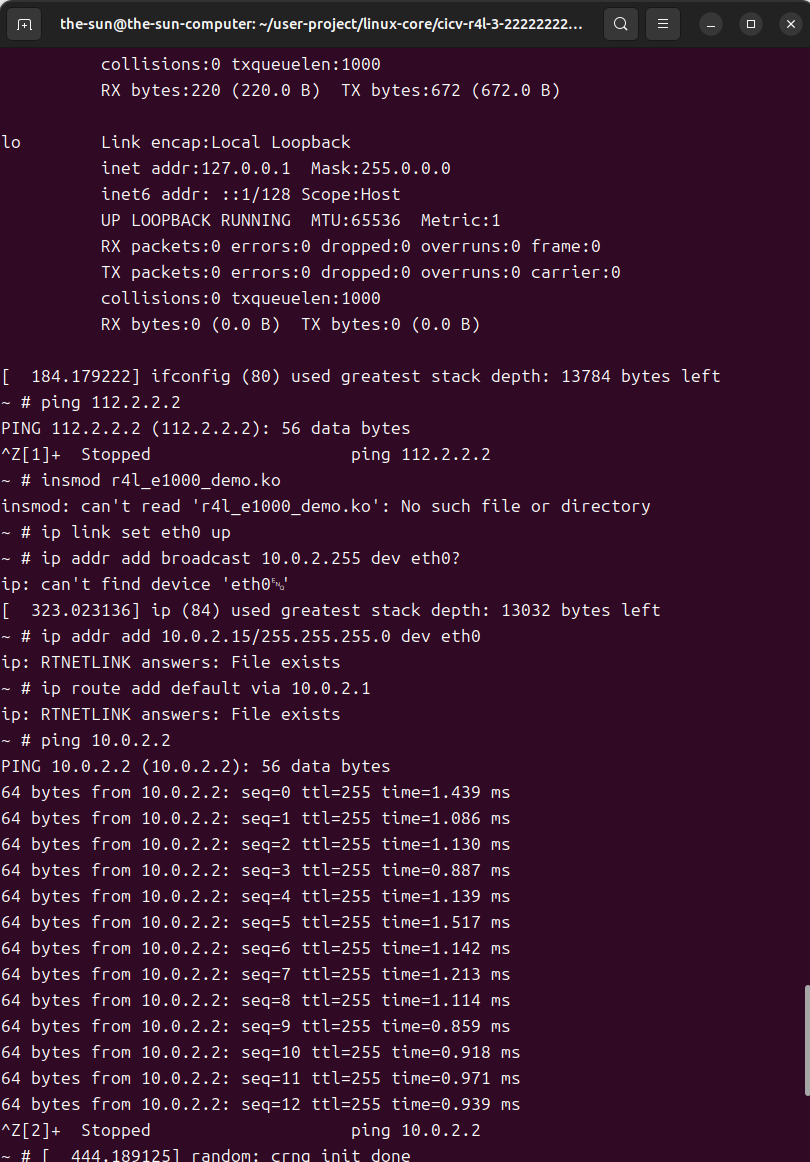 the-sun@the-sun-computer: ~/user-project/linux-core/cicv-r4l-3-22222222...
collisions:0 txqueuelen:1000
RX bytes:220 (220.0 B)  TX bytes:672 (672.0 B)
lo        Link encap:Local Loopback
inet addr:127.0.0.1  Mask:255.0.0.0
inet6 addr: ::1/128 Scope:Host
UP LOOPBACK RUNNING  MTU:65536  Metric:1
RX packets:0 errors:0 dropped:0 overruns:0 frame:0
TX packets:0 errors:0 dropped:0 overruns:0 carrier:0
collisions:0 txqueuelen:1000
RX bytes:0 (0.0 B)  TX bytes:0 (0.0 B)
[  184.179222] ifconfig (80) used greatest stack depth: 13784 bytes left
~ # ping 112.2.2.2
PING 112.2.2.2 (112.2.2.2): 56 data bytes
^Z[1]+  Stopped                    ping 112.2.2.2
~ # insmod r4l_e1000_demo.ko
insmod: can't read 'r4l_e1000_demo.ko': No such file or directory
~ # ip link set eth0 up
~ # ip addr add broadcast 10.0.2.255 dev eth0?
ip: can't find device 'eth0'
[  323.023136] ip (84) used greatest stack depth: 13032 bytes left
~ # ip addr add 10.0.2.15/255.255.255.0 dev eth0
ip: RTNETLINK answers: File exists
~ # ip route add default via 10.0.2.1
ip: RTNETLINK answers: File exists
~ # ping 10.0.2.2
PING 10.0.2.2 (10.0.2.2): 56 data bytes
64 bytes from 10.0.2.2: seq=0 ttl=255 time=1.439 ms
64 bytes from 10.0.2.2: seq=1 ttl=255 time=1.086 ms
64 bytes from 10.0.2.2: seq=2 ttl=255 time=1.130 ms
64 bytes from 10.0.2.2: seq=3 ttl=255 time=0.887 ms
64 bytes from 10.0.2.2: seq=4 ttl=255 time=1.139 ms
64 bytes from 10.0.2.2: seq=5 ttl=255 time=1.517 ms
64 bytes from 10.0.2.2: seq=6 ttl=255 time=1.142 ms
64 bytes from 10.0.2.2: seq=7 ttl=255 time=1.213 ms
64 bytes from 10.0.2.2: seq=8 ttl=255 time=1.114 ms
64 bytes from 10.0.2.2: seq=9 ttl=255 time=0.859 ms
64 bytes from 10.0.2.2: seq=10 ttl=255 time=0.918 ms
64 bytes from 10.0.2.2: seq=11 ttl=255 time=0.971 ms
64 bytes from 10.0.2.2: seq=12 ttl=255 time=0.939 ms
^Z[2]+  Stopped                    ping 10.0.2.2
~ # [  444.189125] random: crng init done